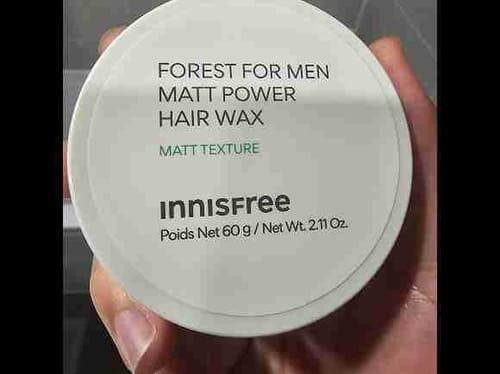 FOREST FOR MEN
MATT POWER
HAIR WAX
MATT TEXTURE
INNISFree
Poids Net 60 g / Net Wt. 2.11 Oz.